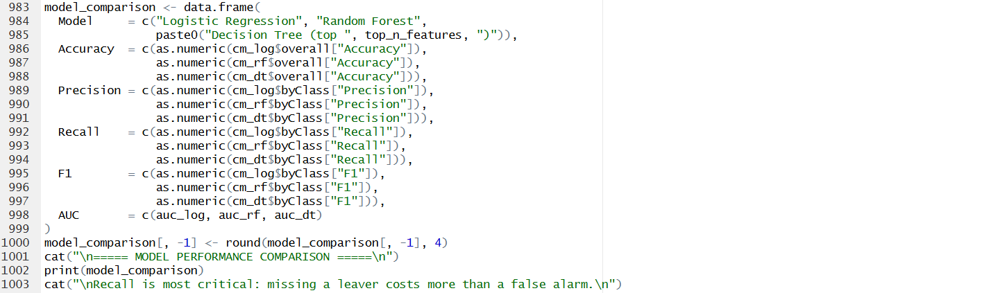 983 model_comparison <- data.frame(
984   Model     = c("Logistic Regression", "Random Forest",
985                 paste0("Decision Tree (top ", top_n_features, ")")),
986   Accuracy  = c(as.numeric(cm_log$overall["Accuracy"]),
987                 as.numeric(cm_rf$overall["Accuracy"]),
988                 as.numeric(cm_dt$overall["Accuracy"])),
989   Precision = c(as.numeric(cm_log$byClass["Precision"]),
990                 as.numeric(cm_rf$byClass["Precision"]),
991                 as.numeric(cm_dt$byClass["Precision"])),
992   Recall    = c(as.numeric(cm_log$byClass["Recall"]),
993                 as.numeric(cm_rf$byClass["Recall"]),
994                 as.numeric(cm_dt$byClass["Recall"])),
995   F1        = c(as.numeric(cm_log$byClass["F1"]),
996                 as.numeric(cm_rf$byClass["F1"]),
997                 as.numeric(cm_dt$byClass["F1"])),
998   AUC       = c(auc_log, auc_rf, auc_dt)
999 )
1000 model_comparison[, -1] <- round(model_comparison[, -1], 4)
1001 cat("\n===== MODEL PERFORMANCE COMPARISON =====\n")
1002 print(model_comparison)
1003 cat("\nRecall is most critical: missing a leaver costs more than a false alarm.\n")